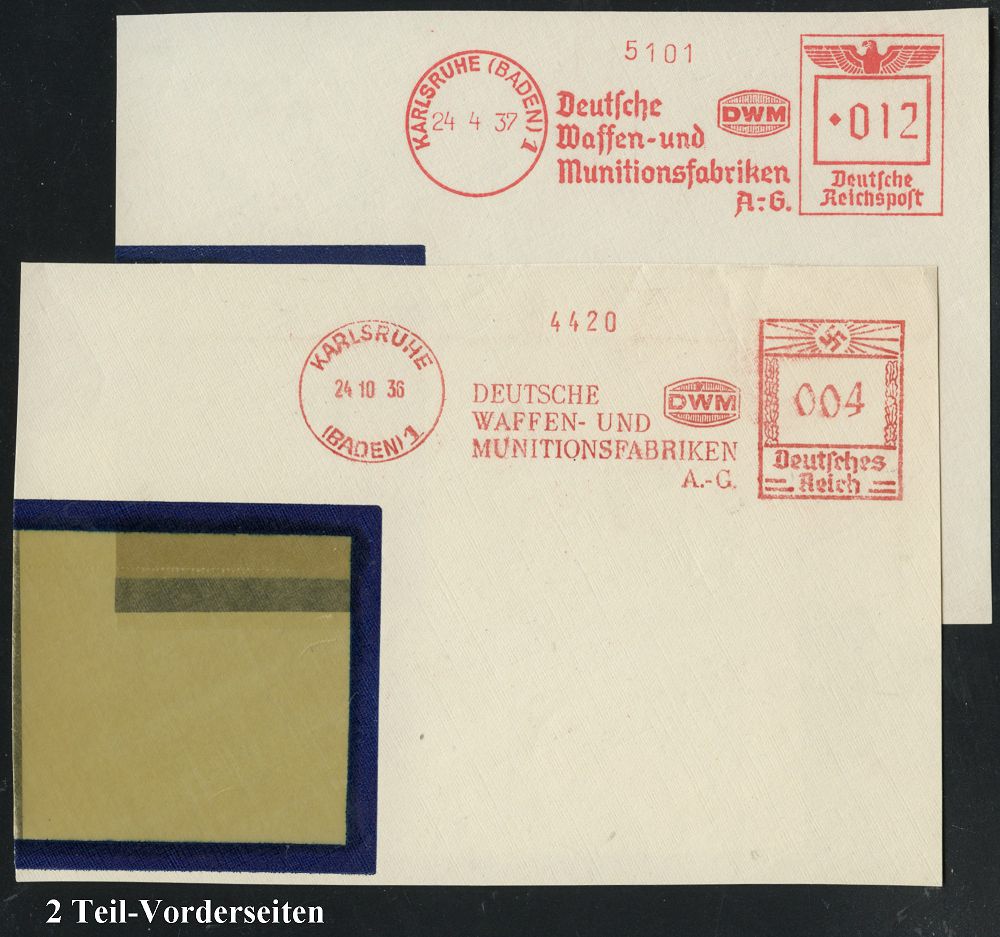 5101
KARLSRUHE (BADEN) 1
24 4 37
Deutsche
Waffen-und
Munitionsfabriken
A.-G.
DWM
012
Deutsche
Reichspost
4420
KARLSRUHE
24 10 36
(BADEN) 1
DEUTSCHE
WAFFEN- UND
MUNITIONSFABRIKEN
A.-G.
DWM
004
Deutsches
Reich
2 Teil-Vorderseiten